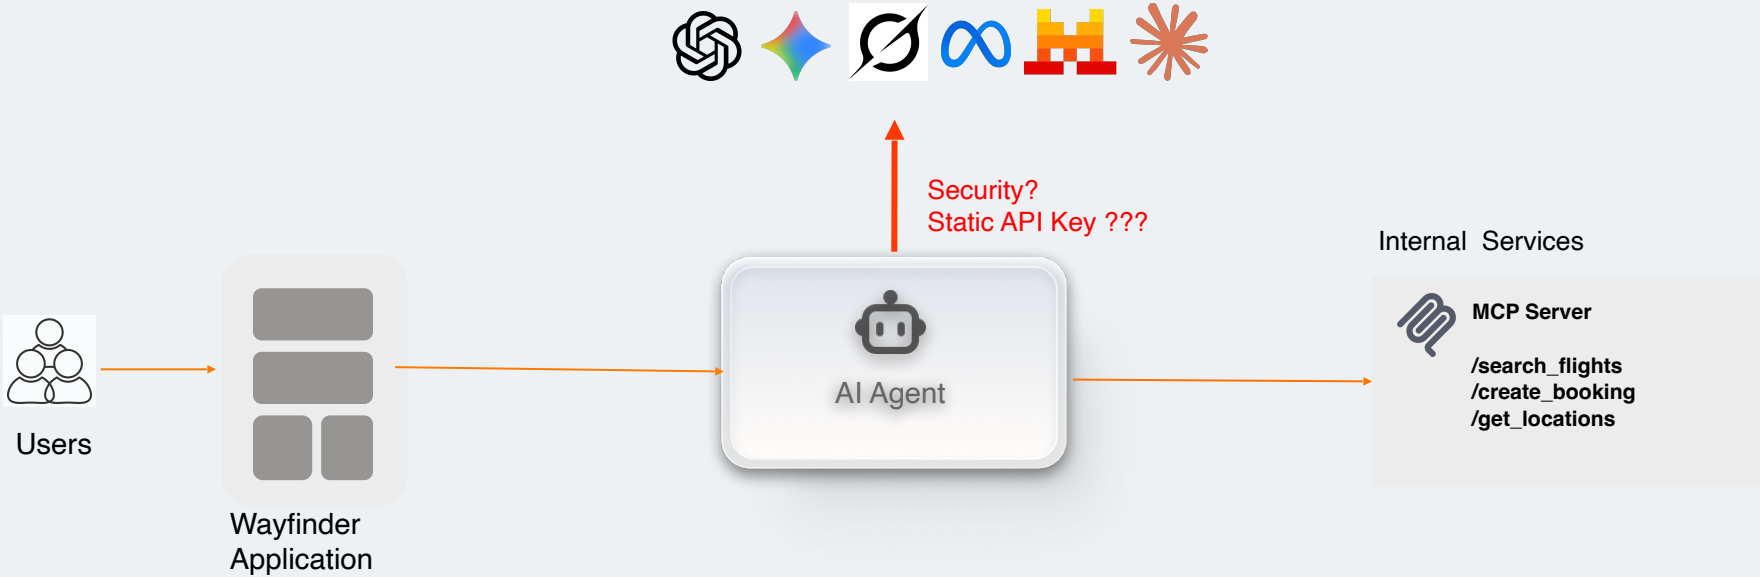 Security?
Static API Key ???
Internal Services
MCP Server
/search_flights
/create_booking
/get_locations
AI Agent
Users
Wayfinder
Application